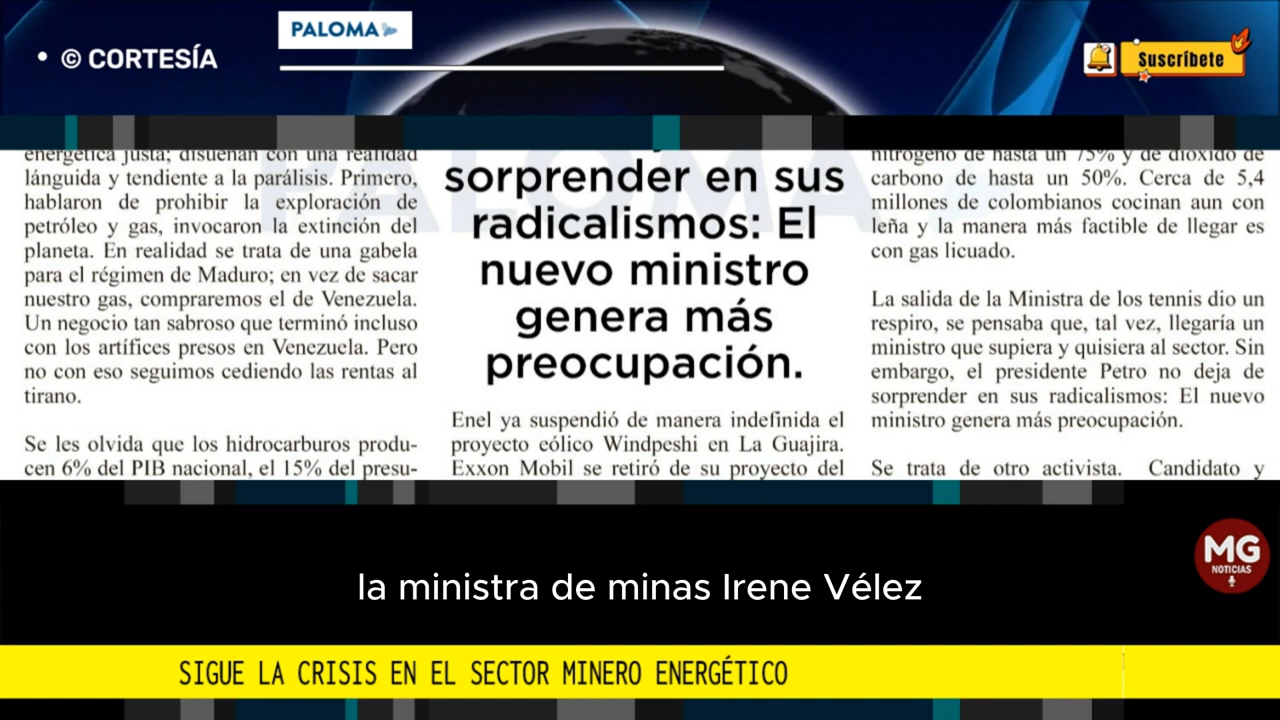 • © CORTESÍA
PALOMA
Suscríbete
energética justa; disueñan con una realidad
lánguida y tendiente a la parálisis. Primero,
hablaron de prohibir la exploración de
petróleo y gas, invocaron la extinción del
planeta. En realidad se trata de una gabela
para el régimen de Maduro; en vez de sacar
nuestro gas, compraremos el de Venezuela.
Un negocio tan sabroso que terminó incluso
con los artífices presos en Venezuela. Pero
no con eso seguimos cediendo las rentas al
tirano.
Se les olvida que los hidrocarburos produ-
cen 6% del PIB nacional, el 15% del presu-
sorprender en sus
radicalismos: El
nuevo ministro
genera más
preocupación.
Enel ya suspendió de manera indefinida el
proyecto eólico Windpeshi en La Guajira.
Exxon Mobil se retiró de su proyecto del
nitrógeno de hasta un 75% y de dióxido de
carbono de hasta un 50%. Cerca de 5,4
millones de colombianos cocinan aun con
leña y la manera más factible de llegar es
con gas licuado.
La salida de la Ministra de los tennis dio un
respiro, se pensaba que, tal vez, llegaría un
ministro que supiera y quisiera al sector. Sin
embargo, el presidente Petro no deja de
sorprender en sus radicalismos: El nuevo
ministro genera más preocupación.
Se trata de otro activista. Candidato y
MG
NOTICIAS
la ministra de minas Irene Vélez
SIGUE LA CRISIS EN EL SECTOR MINERO ENERGÉTICO